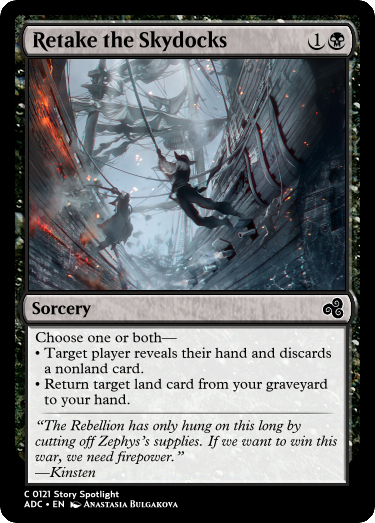 Retake the Skydocks 1
Sorcery
Choose one or both—
• Target player reveals their hand and discards
a nonland card.
• Return target land card from your graveyard
to your hand.
“The Rebellion has only hung on this long by
cutting off Zephys’s supplies. If we want to win this
war, we need firepower.”
—Kinsten
C 0121 Story Spotlight
ADC • EN Anastasia Bulgakova